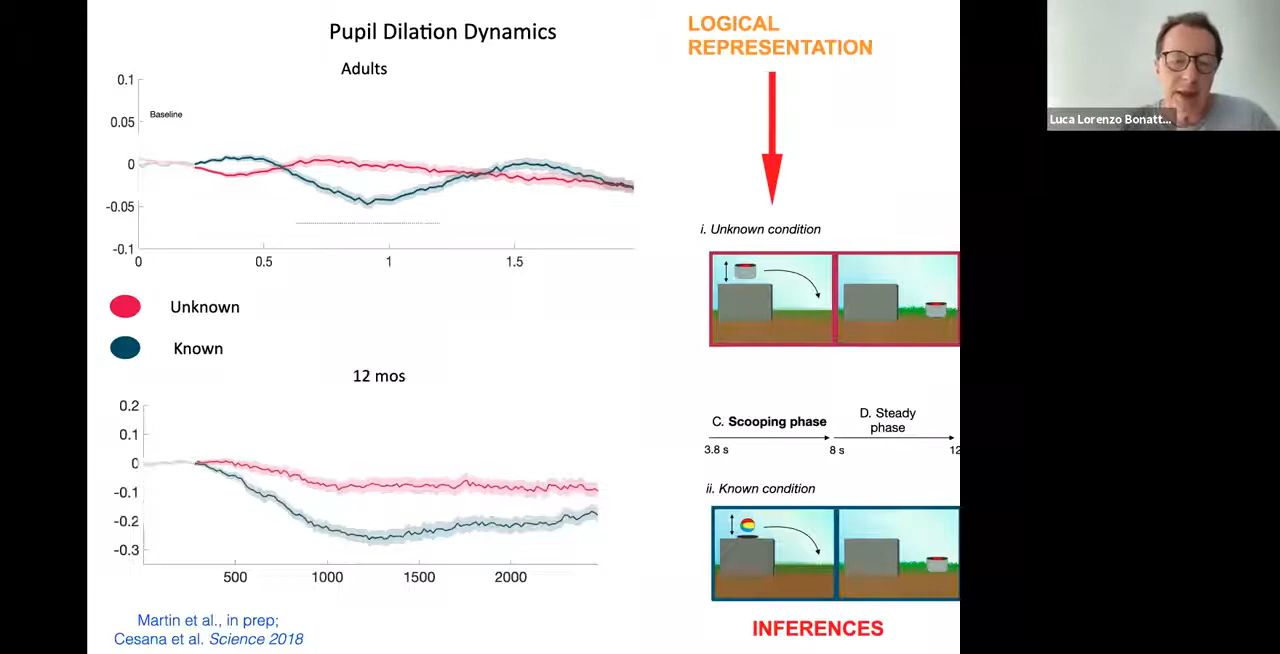 Pupil Dilation Dynamics
Adults
0.1
Baseline
0.05
0
-0.05
-0.1
0
0.5
1
1.5
Unknown
Known
12 mos
0.2
0.1
0
-0.1
-0.2
-0.3
500
1000
1500
2000
Martin et al., in prep;
Cesana et al. Science 2018
LOGICAL
REPRESENTATION
i. Unknown condition
C. Scooping phase
D. Steady
phase
3.8 s
8 s
12
ii. Known condition
INFERENCES
Luca Lorenzo Bonatt...